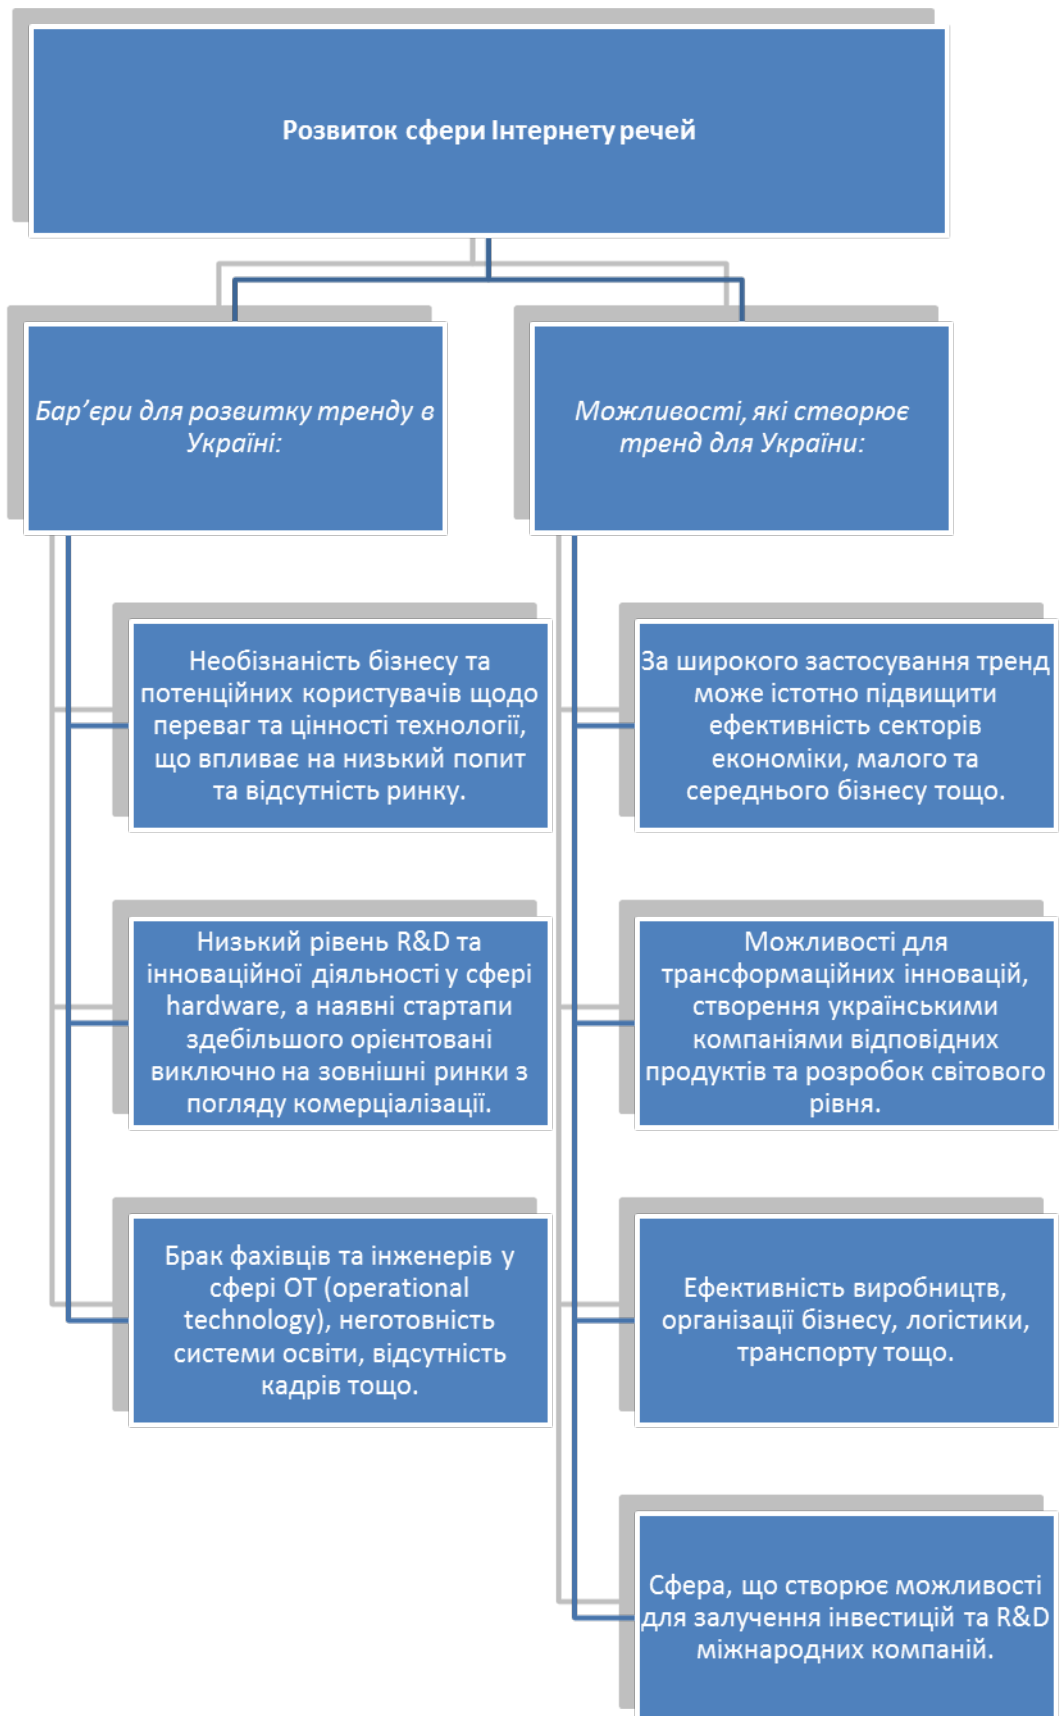 Розвиток сфери Інтернету речей
Бар’єри для розвитку тренду в
Україні:
Необізнаність бізнесу та
потенційних користувачів щодо
переваг та цінності технології,
що впливає на низький попит
та відсутність ринку.
Низький рівень R&D та
інноваційної діяльності у сфері
hardware, а наявні стартапи
здебільшого орієнтовані
виключно на зовнішні ринки з
погляду комерціалізації.
Брак фахівців та інженерів у
сфері ОТ (operational
technology), неготовність
системи освіти, відсутність
кадрів тощо.
Можливості, які створює
тренд для України:
За широкого застосування тренд
може істотно підвищити
ефективність секторів
економіки, малого та
середнього бізнесу тощо.
Можливості для
трансформаційних інновацій,
створення українськими
компаніями відповідних
продуктів та розробок світового
рівня.
Ефективність виробництв,
організації бізнесу, логістики,
транспорту тощо.
Сфера, що створює можливості
для залучення інвестицій та R&D
міжнародних компаній.